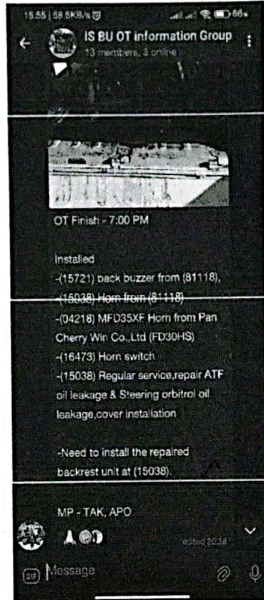 15.55 | 58.5KB/s
IS BU OT information Group
13 members, 3 online
OT Finish - 7:00 PM
Installed
-(15721) back buzzer from (81118),
-(15038) Horn from (81118)
-(04218) MFD35XF Horn from Pan
Cherry Win Co.,Ltd (FD30HS)
-(16473) Horn switch
-(15038) Regular service,repair ATF
oil leakage & Steering orbitrol oil
leakage,cover installation
-Need to install the repaired
backrest unit at (15038).
MP - TAK, APO
edited 20:58
GIF
Message